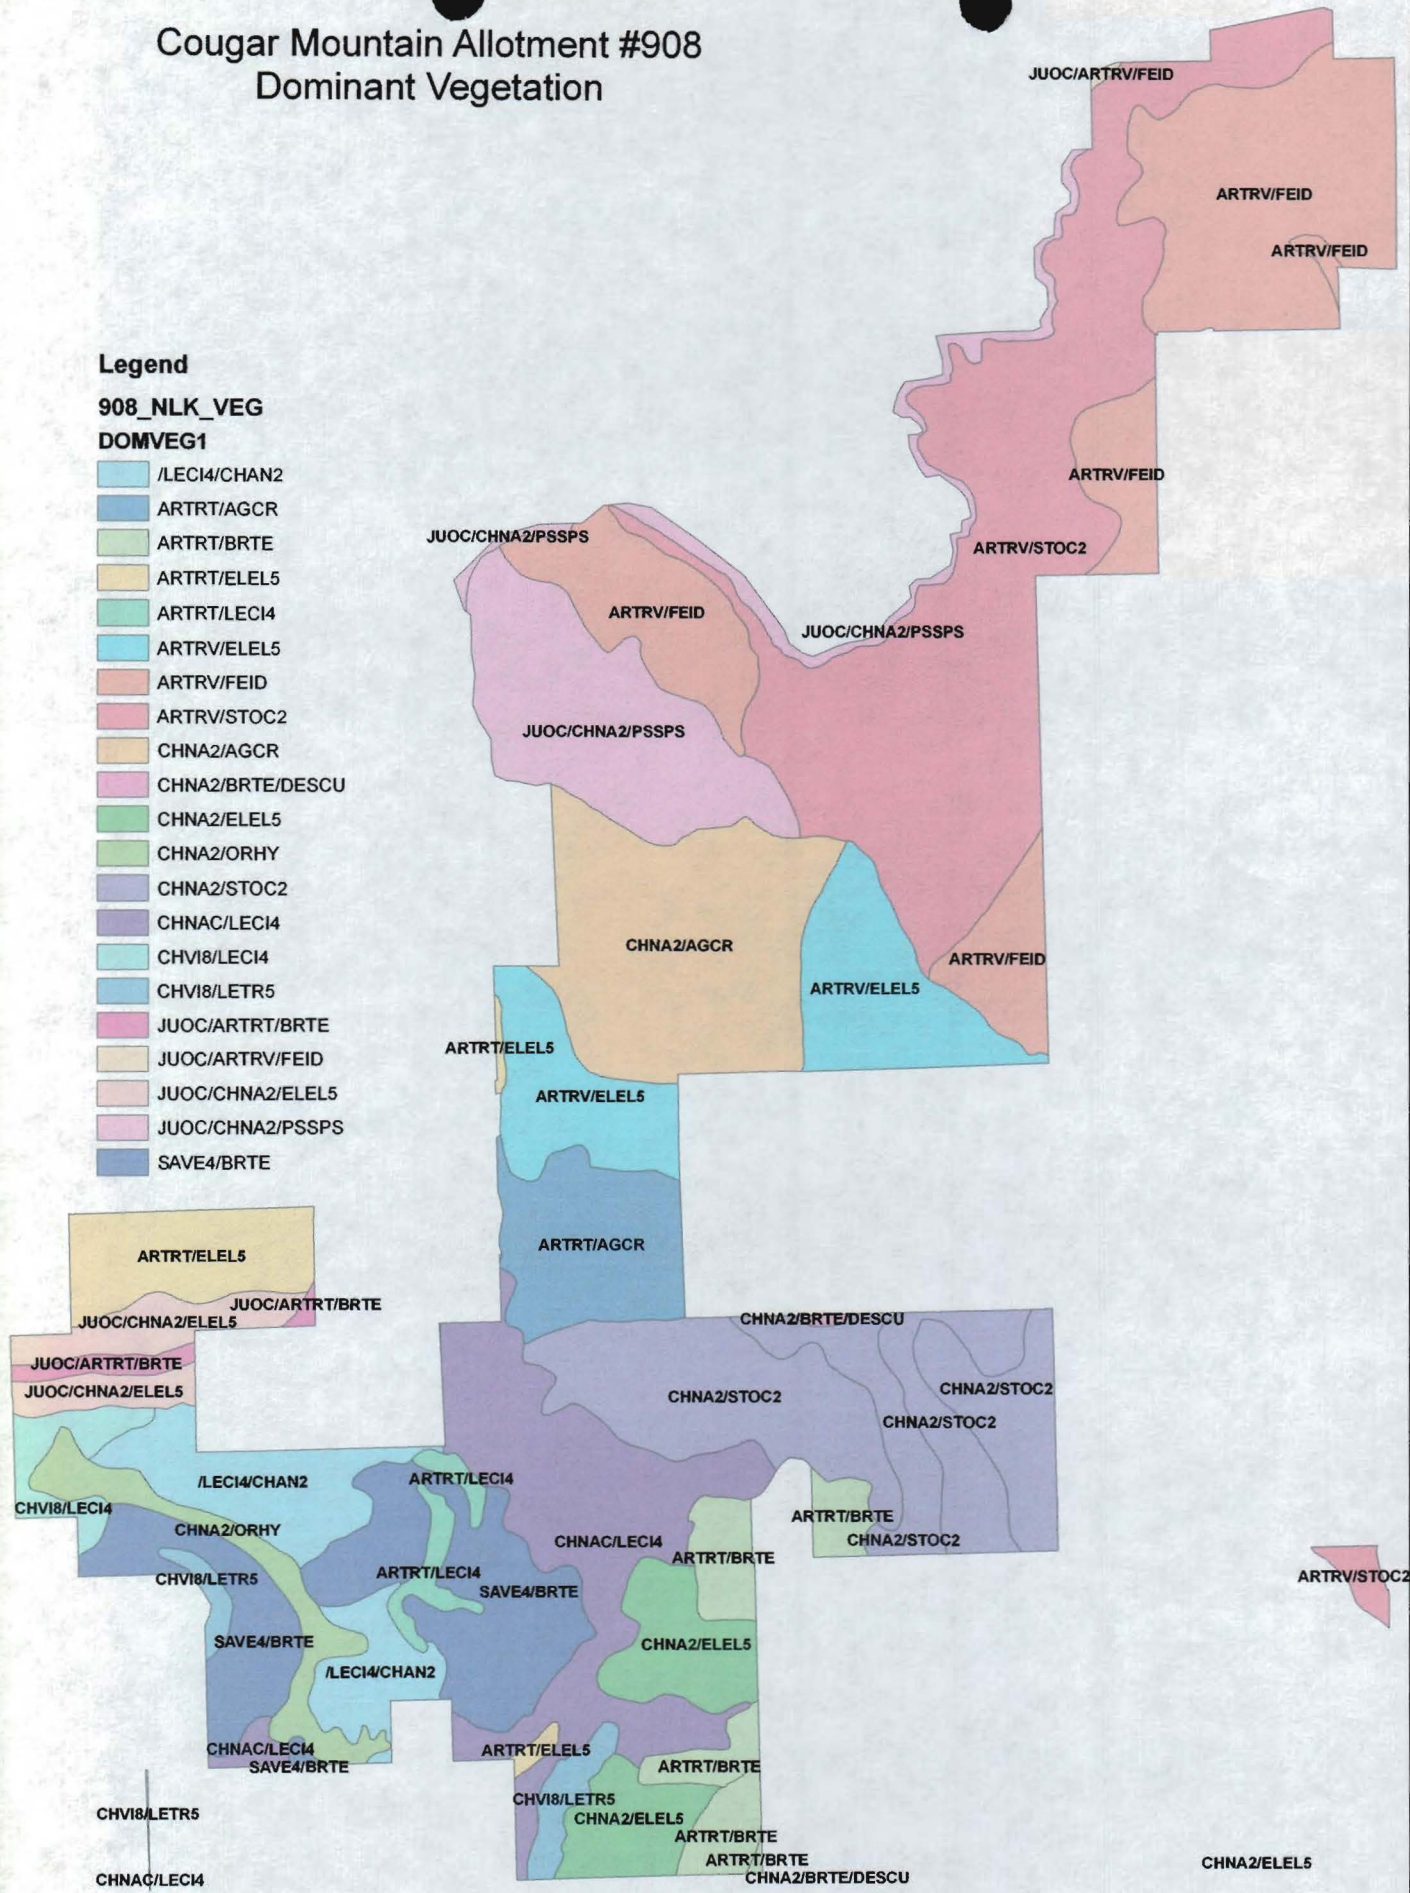 Cougar Mountain Allotment #908
Dominant Vegetation
JUOC/ARTRV/FEID
ARTRV/FEID
ARTRV/FEID
Legend
908_NLK_VEG
DOMVEG1
/LECI4/CHAN2
ARTRT/AGCR
ARTRT/BRTE
ARTRT/ELEL5
ARTRT/LECI4
ARTRV/ELEL5
ARTRV/FEID
ARTRV/STOC2
CHNA2/AGCR
CHNA2/BRTE/DESCU
CHNA2/ELEL5
CHNA2/ORHY
CHNA2/STOC2
CHNAC/LECI4
CHVI8/LECI4
CHVI8/LETR5
JUOC/ARTRT/BRTE
JUOC/ARTRV/FEID
JUOC/CHNA2/ELEL5
JUOC/CHNA2/PSSPS
SAVE4/BRTE
ARTRV/FEID
JUOC/CHNA2/PSSPS
ARTRV/STOC2
ARTRV/FEID
JUOC/CHNA2/PSSPS
JUOC/CHNA2/PSSPS
CHNA2/AGCR
ARTRV/FEID
ARTRV/ELEL5
ARTRT/ELEL5
ARTRV/ELEL5
ARTRT/AGCR
ARTRT/ELEL5
JUOC/ARTRT/BRTE
JUOC/CHNA2/ELEL5
CHNA2/BRTE/DESCU
JUOC/ARTRT/BRTE
JUOC/CHNA2/ELEL5
CHNA2/STOC2
CHNA2/STOC2
CHNA2/STOC2
/LECI4/CHAN2
ARTRT/LECI4
CHVI8/LECI4
CHNA2/ORHY
ARTRT/BRTE
CHNAC/LECI4
CHNA2/STOC2
ARTRT/BRTE
CHVI8/LETR5
ARTRT/LECI4
SAVE4/BRTE
ARTRV/STOC2
SAVE4/BRTE
CHNA2/ELEL5
/LECI4/CHAN2
CHNAC/LECI4
ARTRT/ELEL5
SAVE4/BRTE
ARTRT/BRTE
CHVI8/LETR5
CHVI8/LETR5
CHNA2/ELEL5
ARTRT/BRTE
ARTRT/BRTE
CHNA2/ELEL5
CHNAC/LECI4
CHNA2/BRTE/DESCU